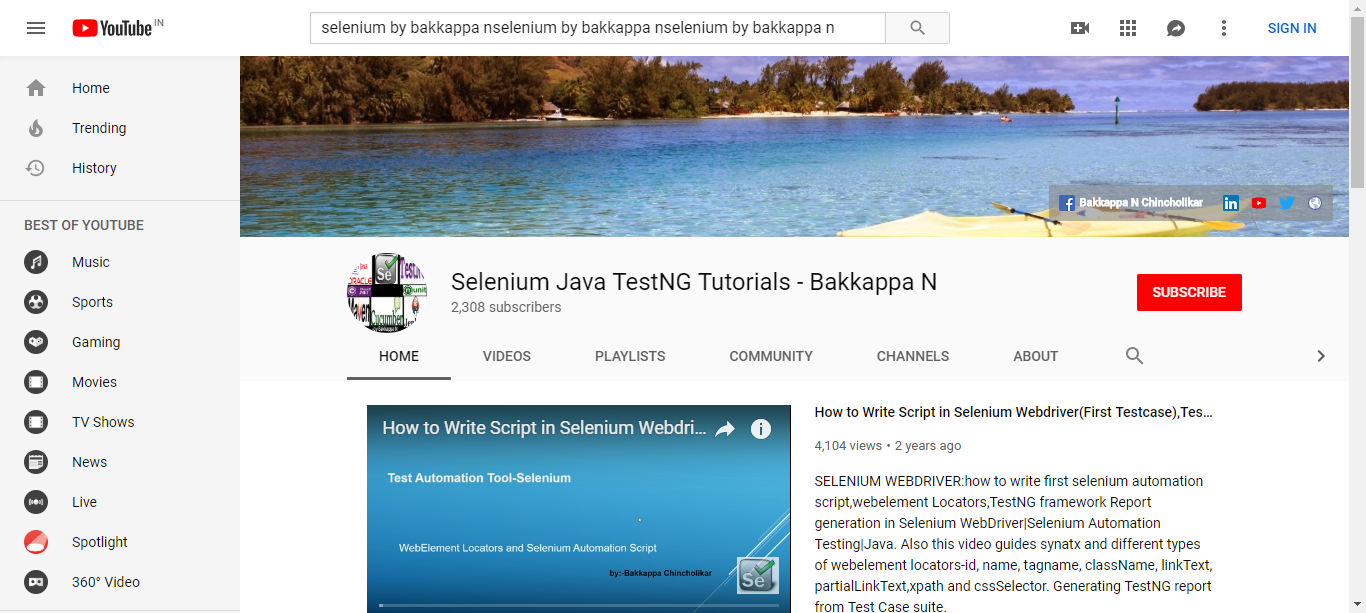 YouTube IN
selenium by bakkappa nselenium by bakkappa nselenium by bakkappa n
SIGN IN
Home
Trending
History
BEST OF YOUTUBE
Music
Sports
Gaming
Movies
TV Shows
News
Live
Spotlight
360° Video
Bakkappa N Chincholikar
Selenium Java TestNG Tutorials - Bakkappa N
2,308 subscribers
SUBSCRIBE
HOME VIDEOS PLAYLISTS COMMUNITY CHANNELS ABOUT
How to Write Script in Selenium Webdri...
Test Automation Tool-Selenium
WebElement Locators and Selenium Automation Script
by:-Bakkappa Chincholikar
Se
How to Write Script in Selenium Webdriver(First Testcase),Tes...
4,104 views • 2 years ago
SELENIUM WEBDRIVER:how to write first selenium automation
script,webelement Locators,TestNG framework Report
generation in Selenium WebDriver|Selenium Automation
Testing|Java. Also this video guides synatx and different types
of webelement locators-id, name, tagname, className, linkText,
partialLinkText,xpath and cssSelector. Generating TestNG report
from Test Case suite.